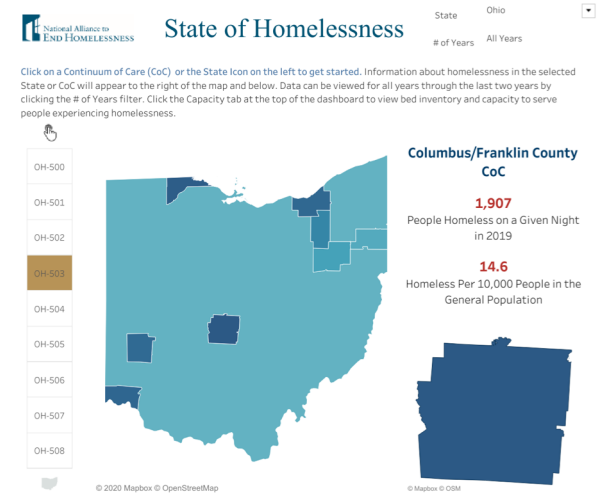 National Alliance to
END HOMELESSNESS
State of Homelessness
State
Ohio
# of Years
All Years
Click on a Continuum of Care (CoC) or the State Icon on the left to get started. Information about homelessness in the selected
State or CoC will appear to the right of the map and below. Data can be viewed for all years through the last two years by
clicking the # of Years filter. Click the Capacity tab at the top of the dashboard to view bed inventory and capacity to serve
people experiencing homelessness.
OH-500
OH-501
OH-502
OH-503
OH-504
OH-505
OH-506
OH-507
OH-508
Columbus/Franklin County
CoC
1,907
People Homeless on a Given Night
in 2019
14.6
Homeless Per 10,000 People in the
General Population
© 2020 Mapbox © OpenStreetMap
© Mapbox © OSM